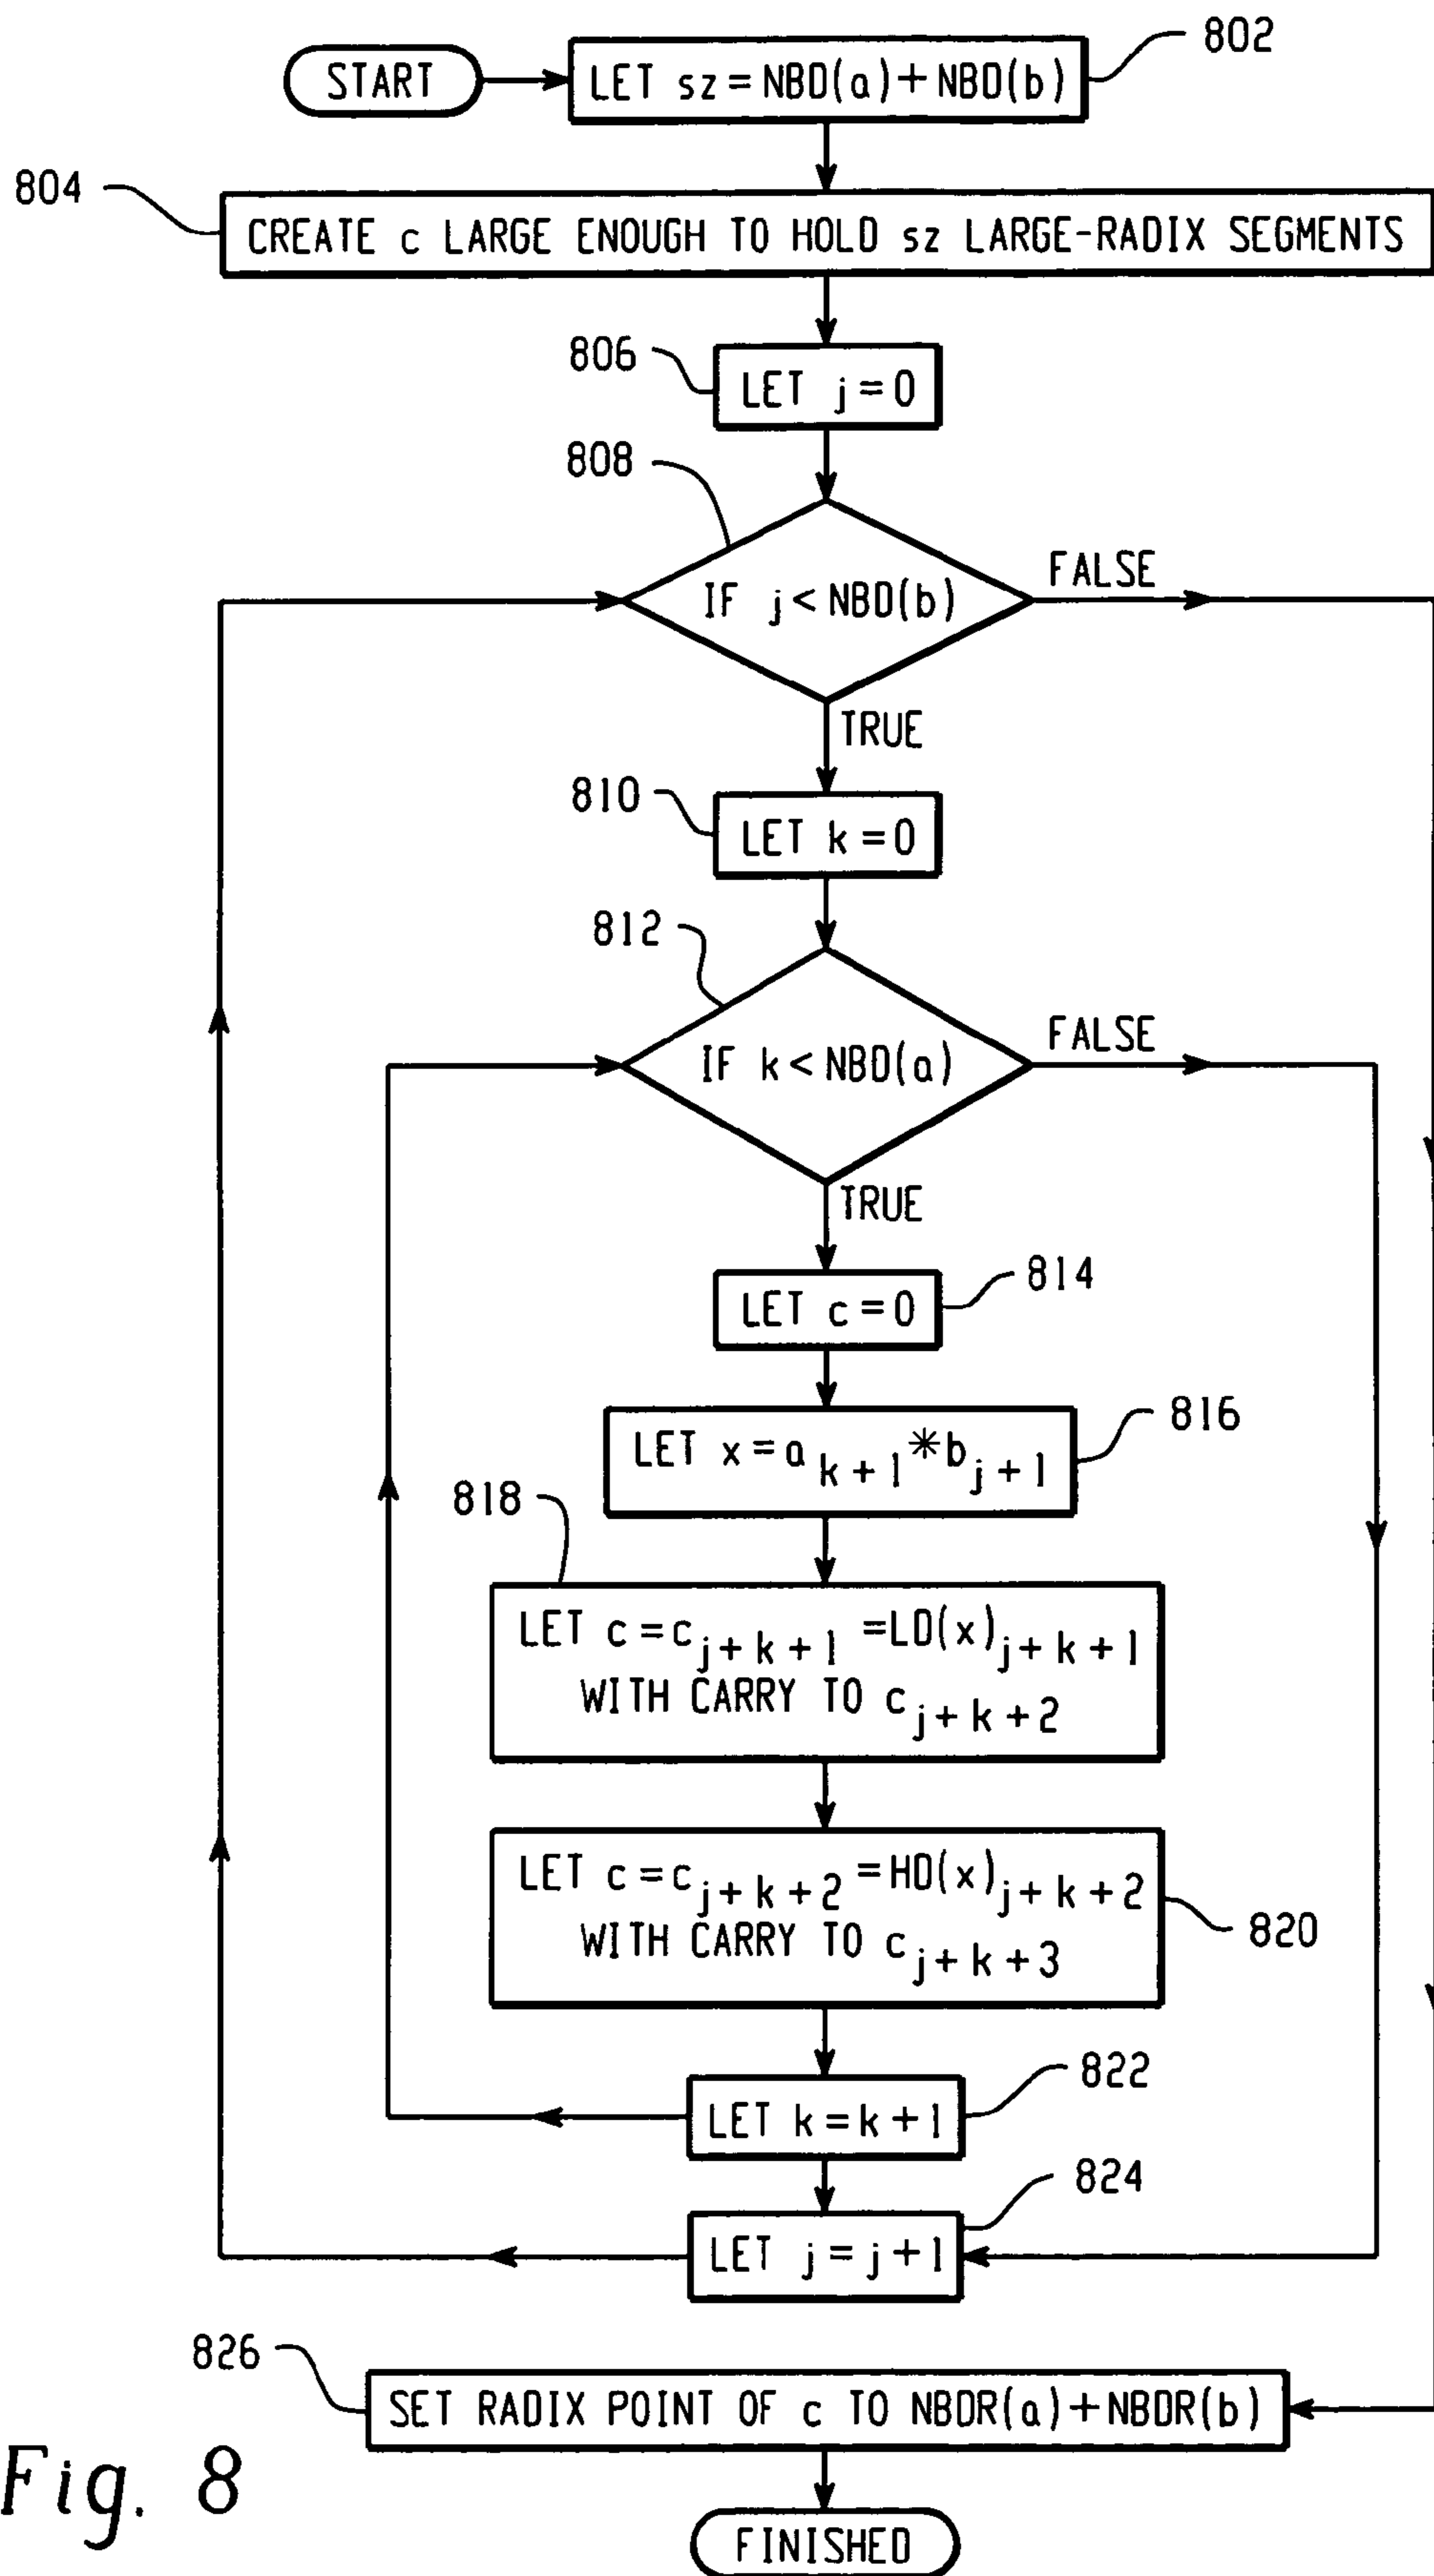 START
LET sz = NBD(a) + NBD(b)
802
804
CREATE c LARGE ENOUGH TO HOLD sz LARGE-RADIX SEGMENTS
806
LET j = 0
808
IF j < NBD(b)
FALSE
TRUE
810
LET k = 0
812
IF k < NBD(a)
FALSE
TRUE
814
LET c = 0
816
LET x = a k + 1 * b j + 1
818
LET c = c j + k + 1 = LD(x) j + k + 1
WITH CARRY TO c j + k + 2
LET c = c j + k + 2 = HD(x) j + k + 2
WITH CARRY TO c j + k + 3
820
822
LET k = k + 1
824
LET j = j + 1
826
SET RADIX POINT OF c TO NBDR(a) + NBDR(b)
FINISHED
Fig. 8